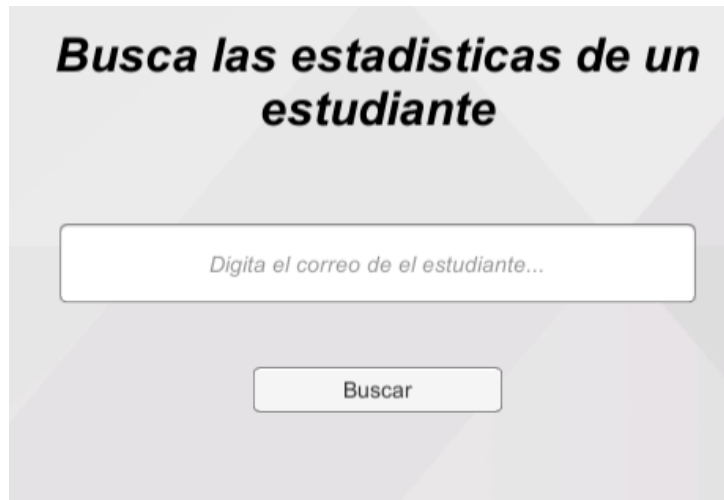 Busca las estadisticas de un
estudiante
Digita el correo de el estudiante...
Buscar